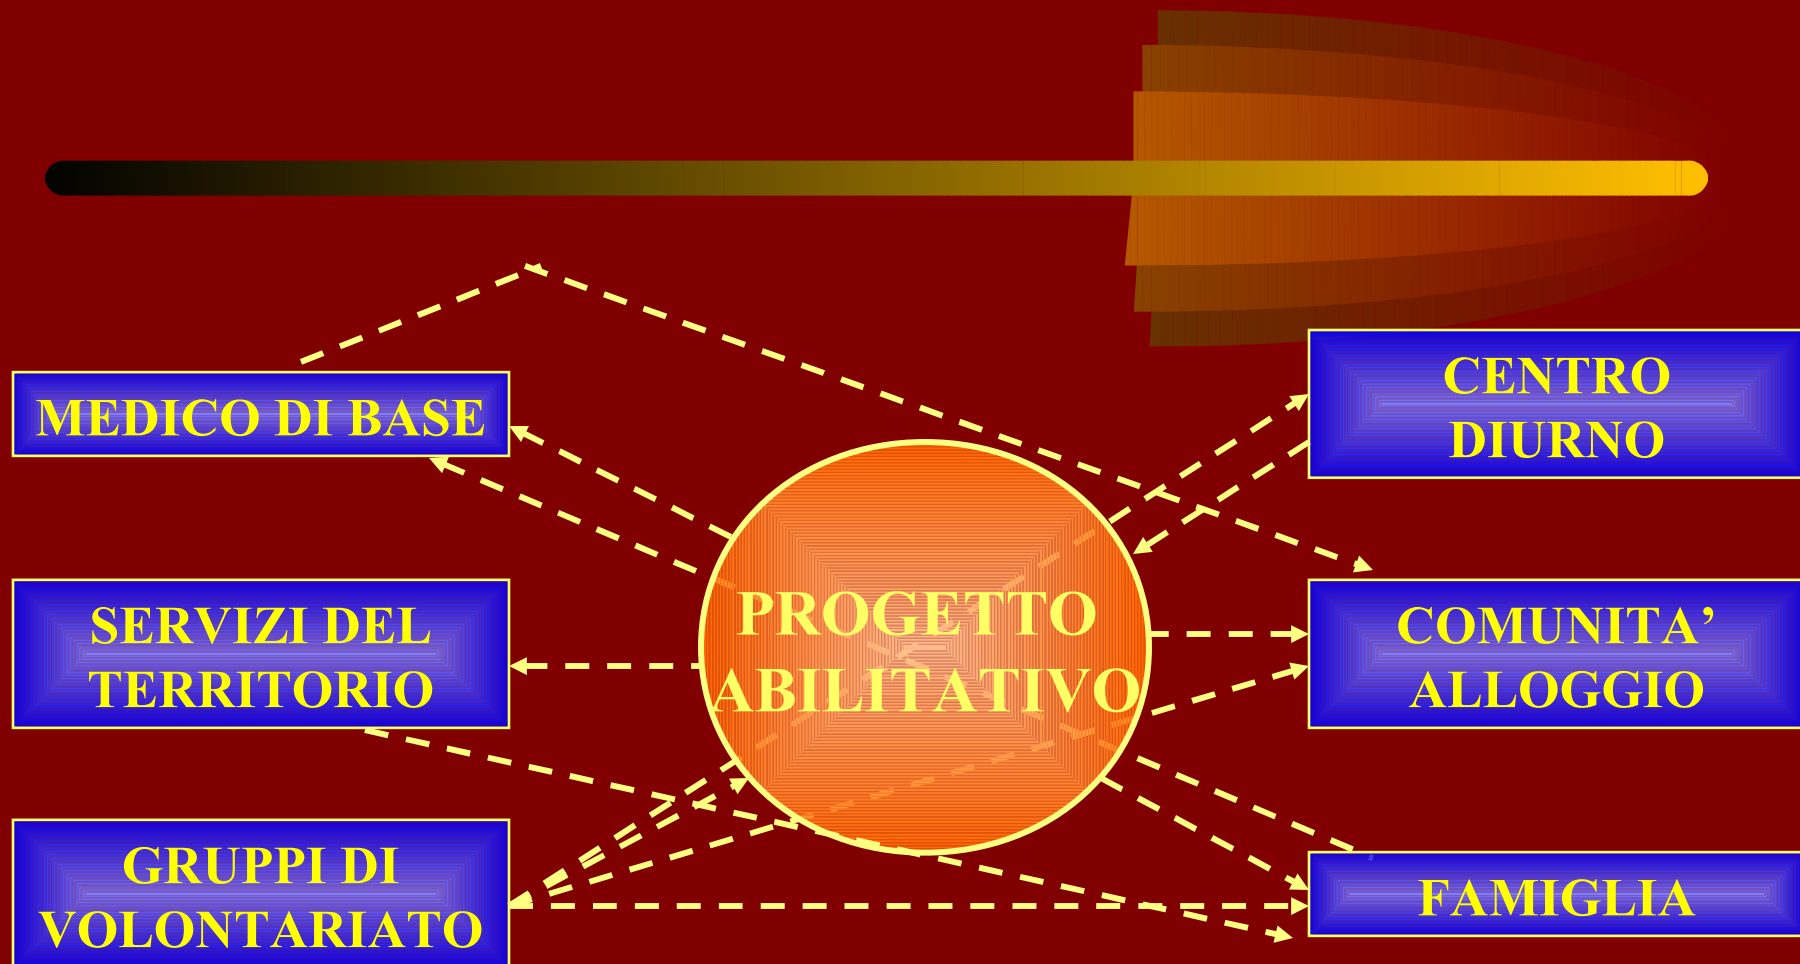 MEDICO DI BASE
CENTRO
DIURNO
PROGETTO
ABILITATIVO
SERVIZI DEL
TERRITORIO
COMUNITA’
ALLOGGIO
GRUPPI DI
VOLONTARIATO
FAMIGLIA